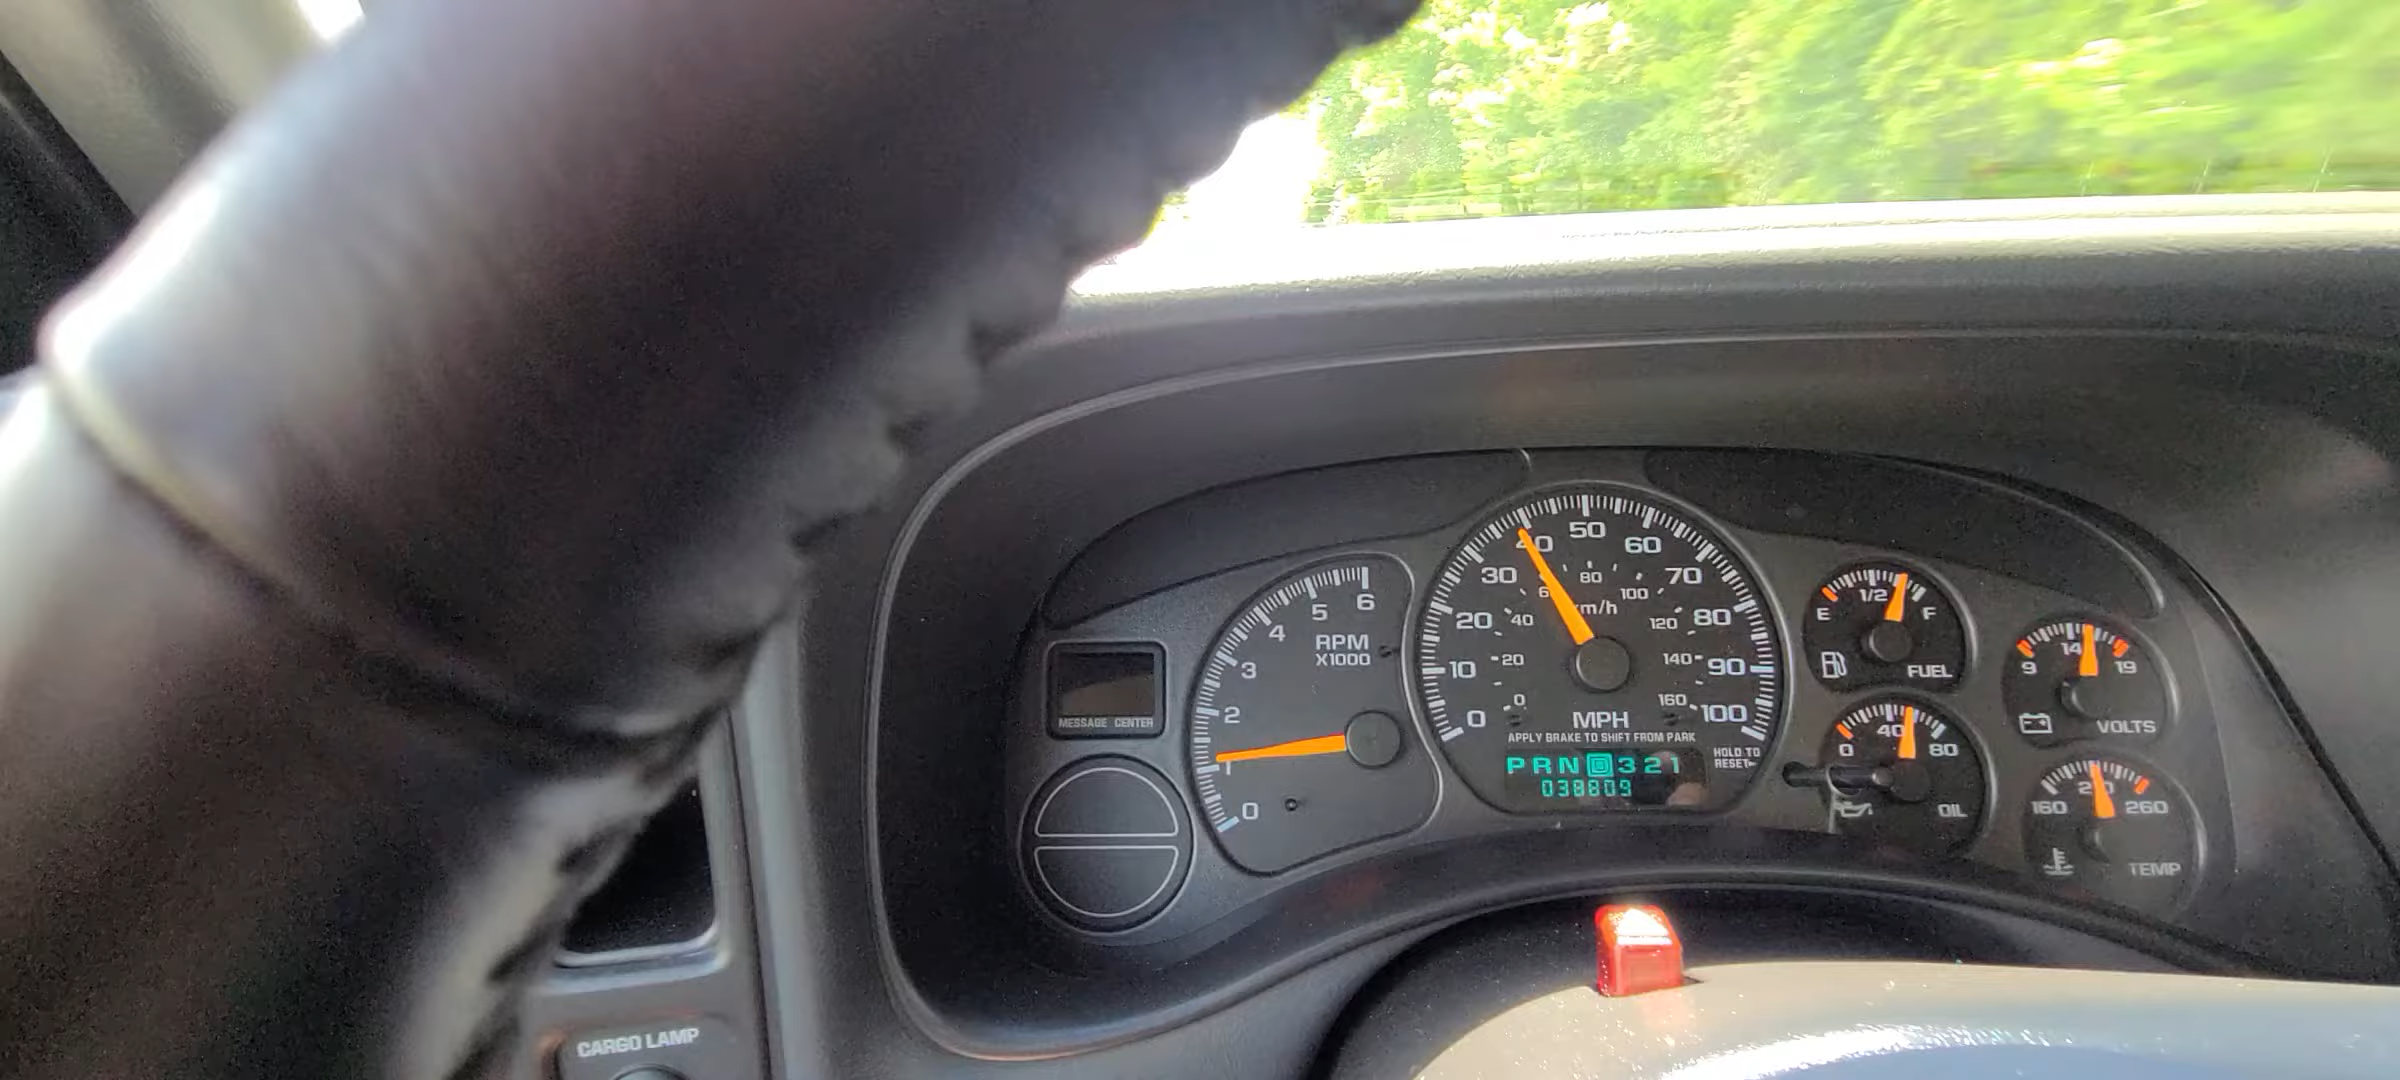 MESSAGE CENTER
0
1
2
3
4
5
6
RPM
X1000
0
10
20
30
40
50
60
70
80
90
100
0
20
40
80
100
120
140
160
km/h
MPH
APPLY BRAKE TO SHIFT FROM PARK
PRND321
038809
HOLD TO
RESET
E
1/2
F
FUEL
0
40
80
OIL
9
14
19
VOLTS
160
260
TEMP
CARGO LAMP